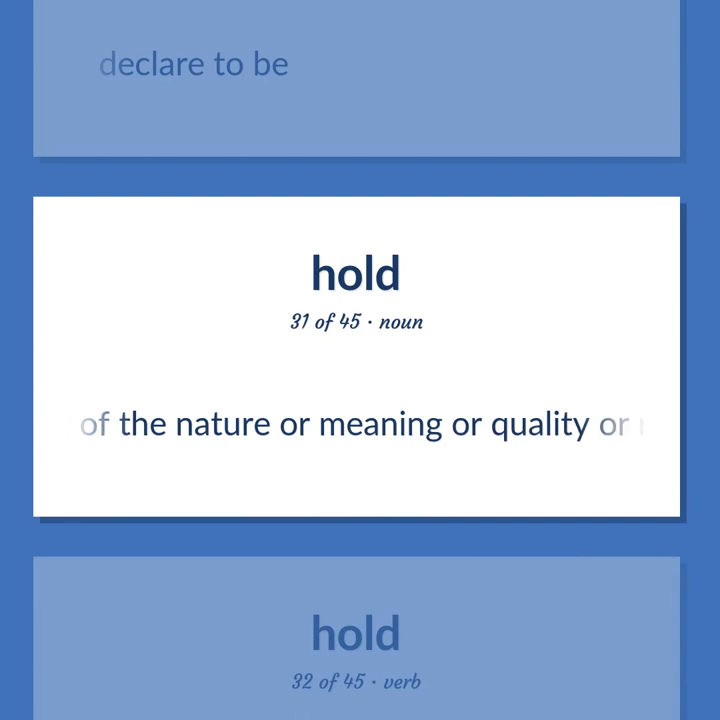 declare to be
hold
31 of 45 · noun
of the nature or meaning or quality or
hold
32 of 45 · verb